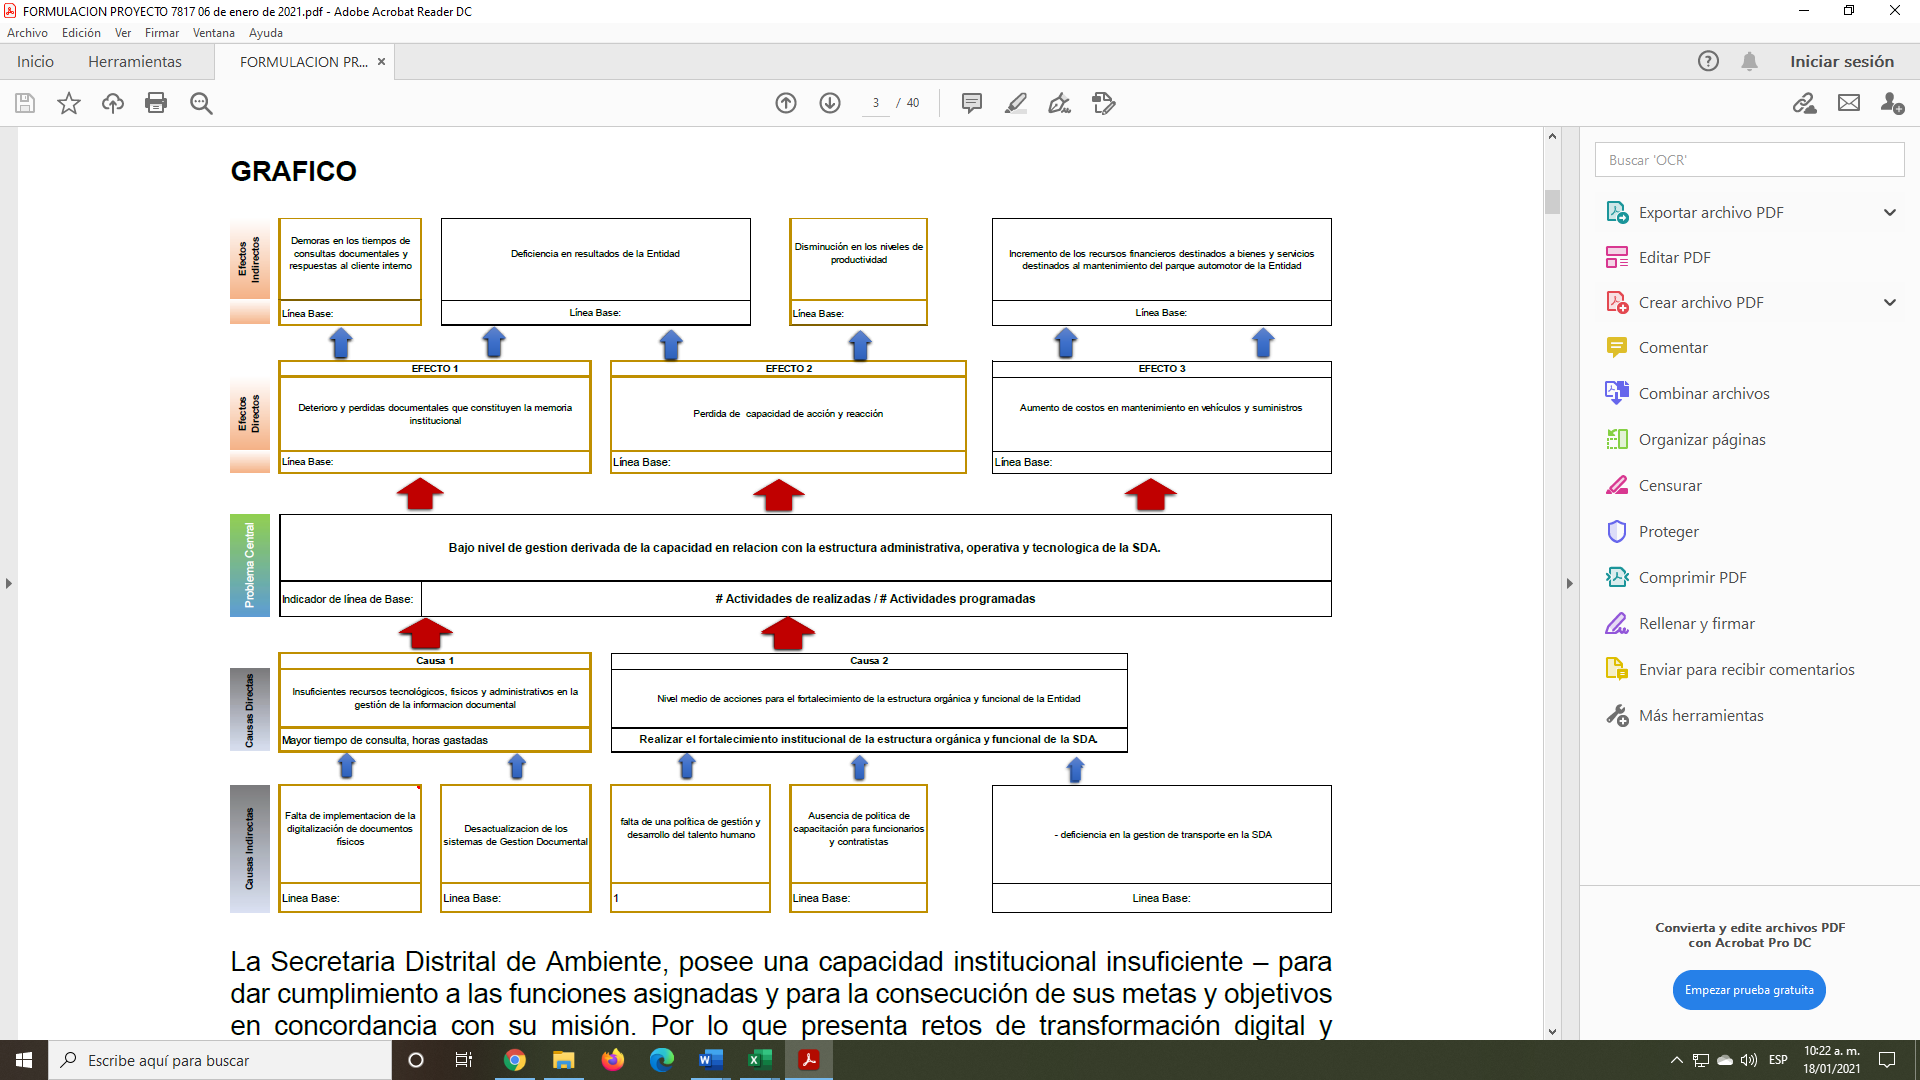 FORMULACION PROYECTO 7817 06 de enero de 2021.pdf - Adobe Acrobat Reader DC
Archivo Edición Ver Firmar Ventana Ayuda
Inicio Herramientas FORMULACION PR... × Iniciar sesión
3 / 40
GRAFICO
Efectos
Indirectos
Demoras en los tiempos de
consultas documentales y
respuestas al cliente interno
Línea Base:
Deficiencia en resultados de la Entidad
Línea Base:
Disminución en los niveles de
productividad
Línea Base:
Incremento de los recursos financieros destinados a bienes y servicios
destinados al mantenimiento del parque automotor de la Entidad
Línea Base:
Efectos
Directos
EFECTO 1
Deterioro y perdidas documentales que constituyen la memoria
institucional
Línea Base:
EFECTO 2
Perdida de capacidad de acción y reacción
Línea Base:
EFECTO 3
Aumento de costos en mantenimiento en vehículos y suministros
Línea Base:
Problema Central
Bajo nivel de gestion derivada de la capacidad en relacion con la estructura administrativa, operativa y tecnologica de la SDA.
Indicador de línea de Base:
# Actividades de realizadas / # Actividades programadas
Causas Directas
Causa 1
Insuficientes recursos tecnológicos, físicos y administrativos en la
gestión de la informacion documental
Mayor tiempo de consulta, horas gastadas
Causa 2
Nivel medio de acciones para el fortalecimiento de la estructura orgánica y funcional de la Entidad
Realizar el fortalecimiento institucional de la estructura orgánica y funcional de la SDA.
Causas Indirectas
Falta de implementacion de la
digitalización de documentos
físicos
Linea Base:
Desactualizacion de los
sistemas de Gestion Documental
Linea Base:
falta de una política de gestión y
desarrollo del talento humano
1
Ausencia de politica de
capacitación para funcionarios
y contratistas
Linea Base:
- deficiencia en la gestion de transporte en la SDA
Linea Base:
La Secretaria Distrital de Ambiente, posee una capacidad institucional insuficiente – para
dar cumplimiento a las funciones asignadas y para la consecución de sus metas y objetivos
en concordancia con su misión. Por lo que presenta retos de transformación digital y
Buscar 'OCR'
Exportar archivo PDF
Editar PDF
Crear archivo PDF
Comentar
Combinar archivos
Organizar páginas
Censurar
Proteger
Comprimir PDF
Rellenar y firmar
Enviar para recibir comentarios
Más herramientas
Convierta y edite archivos PDF
con Acrobat Pro DC
Empezar prueba gratuita
Escribe aquí para buscar
ESP
10:22 a. m.
18/01/2021